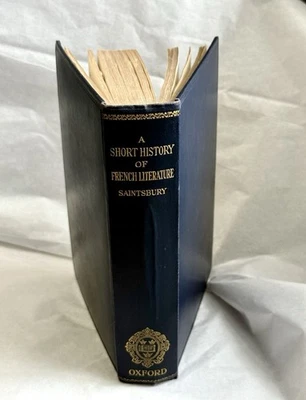 A
SHORT HISTORY
OF
FRENCH LITERATURE
SAINTSBURY
OXFORD